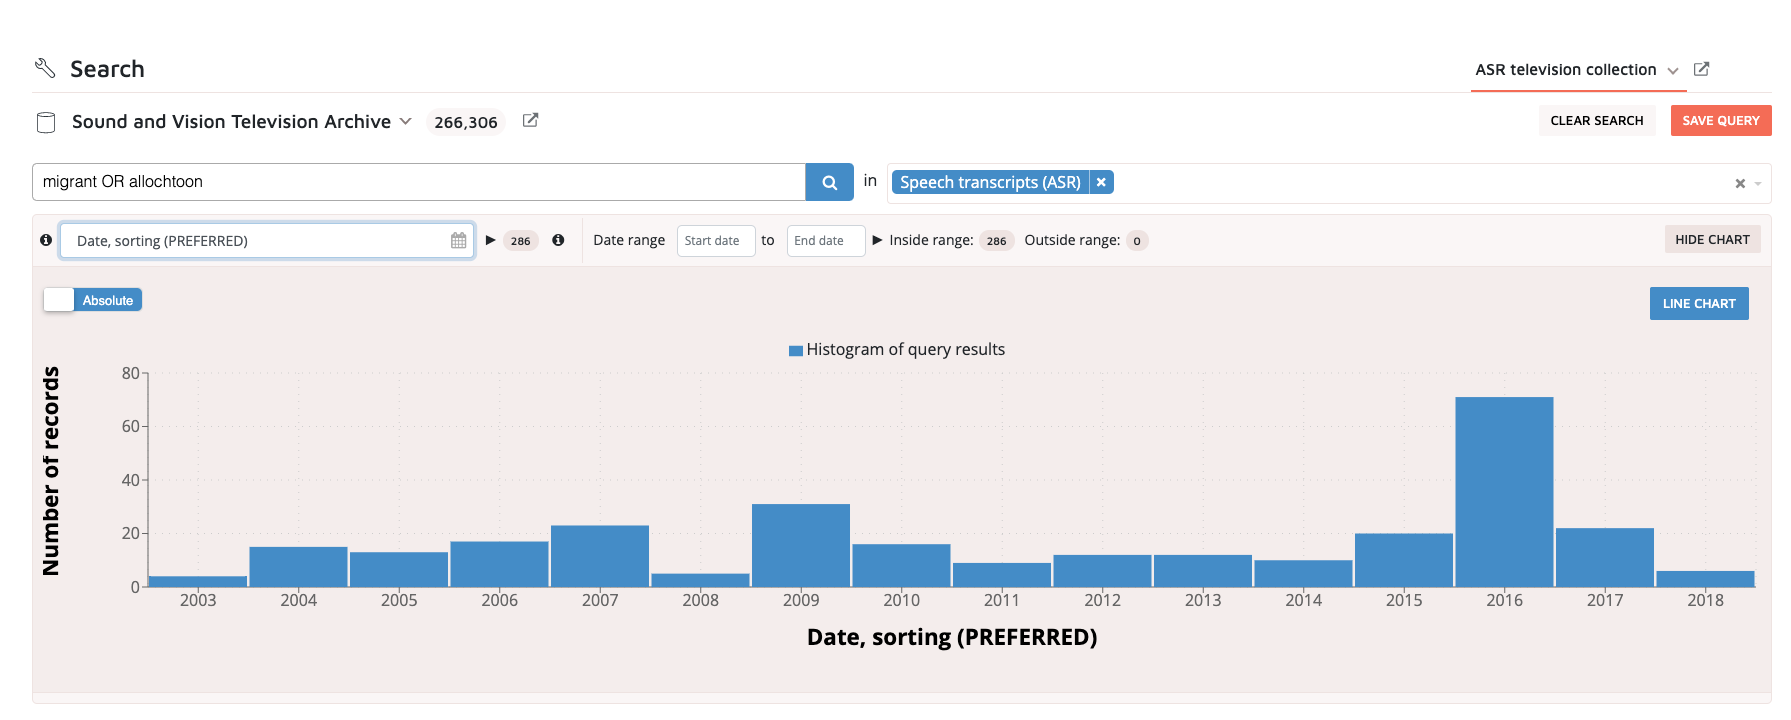 Search
ASR television collection
Sound and Vision Television Archive 266,306
CLEAR SEARCH
SAVE QUERY
migrant OR allochtoon
in
Speech transcripts (ASR) ×
Date, sorting (PREFERRED)
286
Date range Start date to End date Inside range: 286 Outside range: 0
HIDE CHART
Absolute
LINE CHART
Histogram of query results
Number of records
80
60
40
20
0
2003 2004 2005 2006 2007 2008 2009 2010 2011 2012 2013 2014 2015 2016 2017 2018
Date, sorting (PREFERRED)